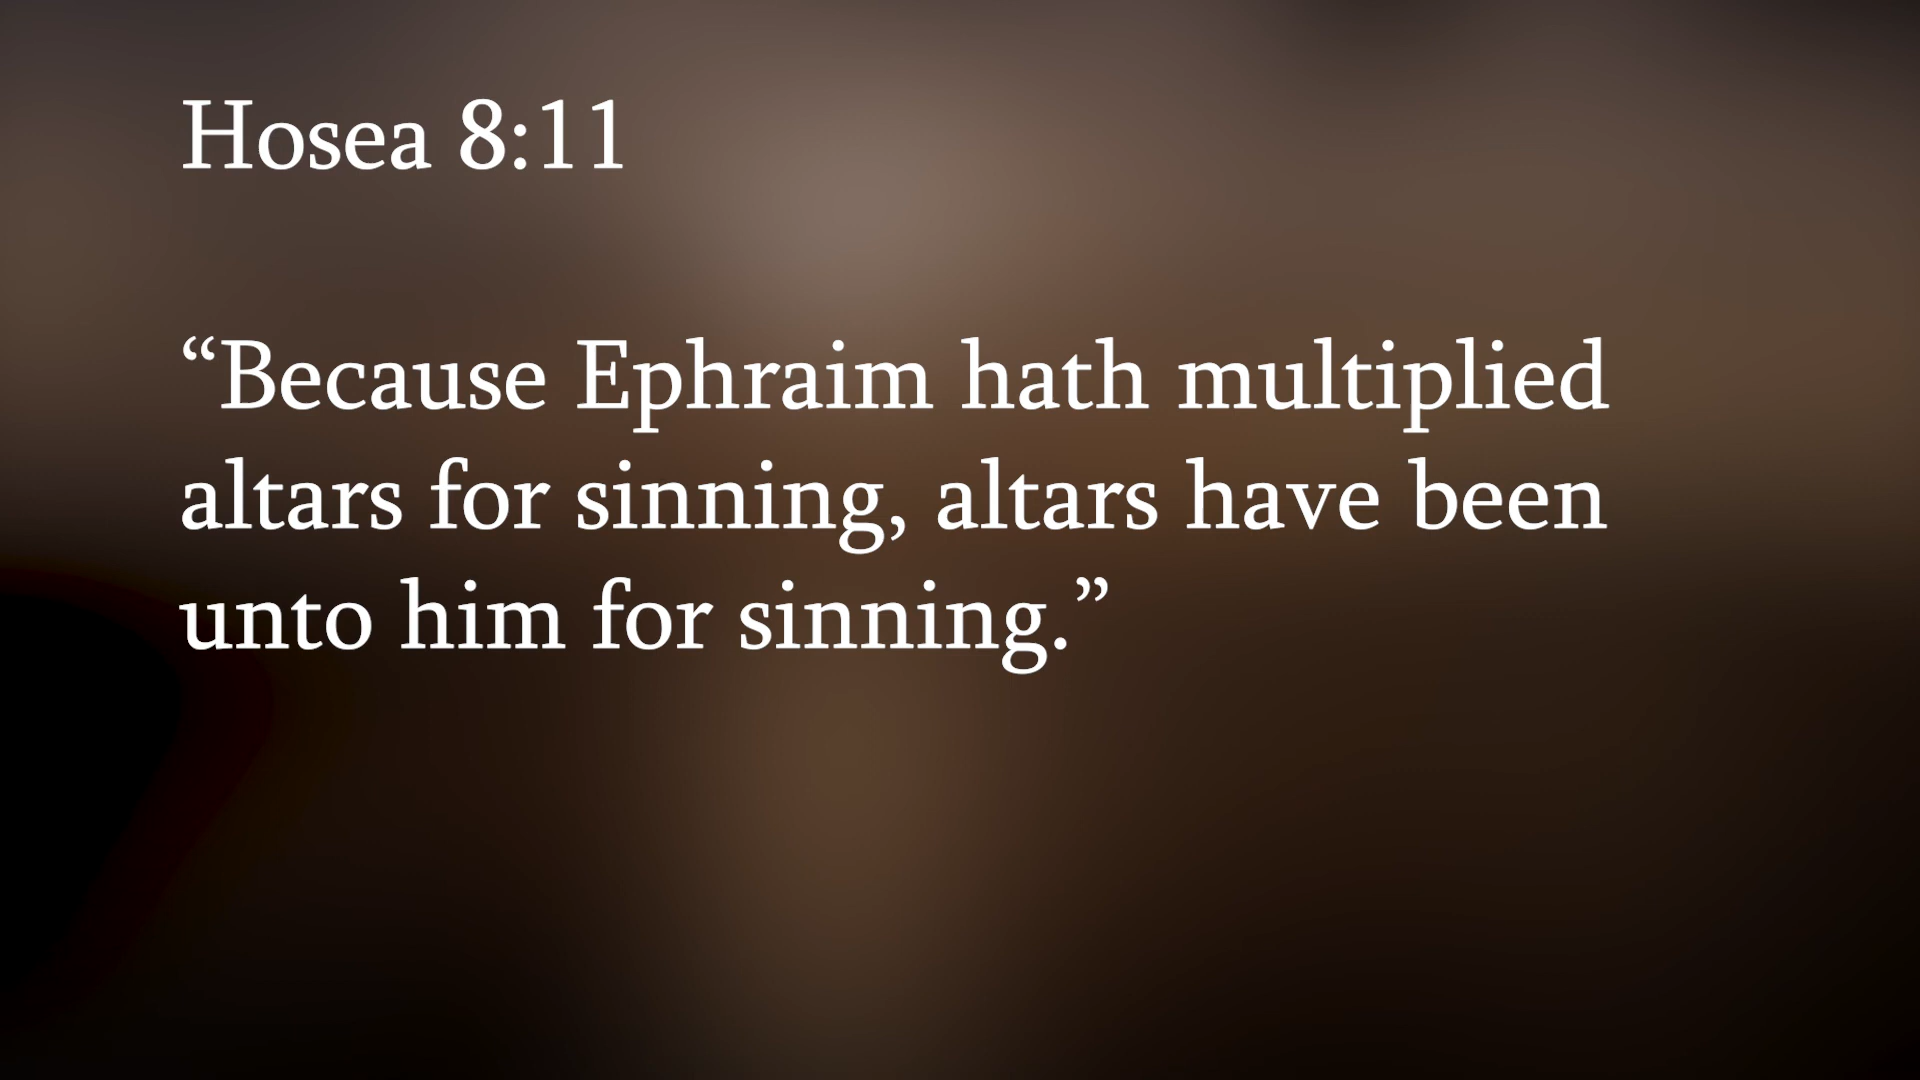 Hosea 8:11
“Because Ephraim hath multiplied
altars for sinning, altars have been
unto him for sinning.”